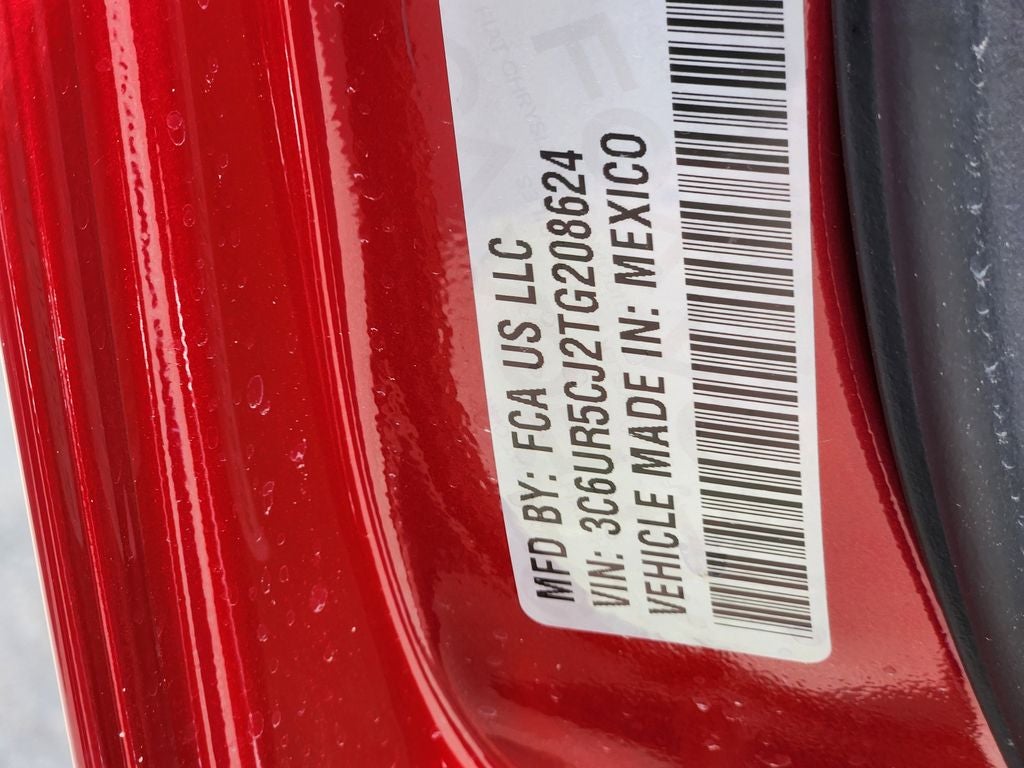 MFD BY: FCA US LLC
VIN: 3C6UR5CJ2TG208624
VEHICLE MADE IN: MEXICO